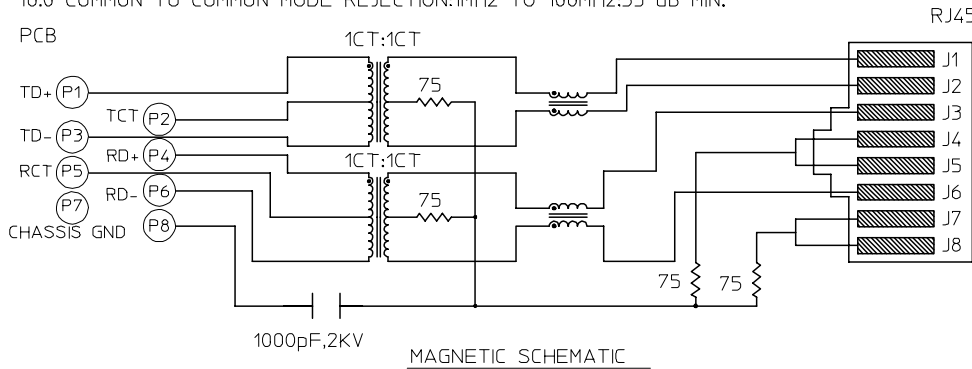 10.0 COMMON TO COMMON MODE REJECTION:1MHZ TO 100MHZ:35 dB MIN.
RJ45
PCB
1CT:1CT
J1
75
J2
TD+ P1
TCT P2
J3
TD- P3
J4
RD+ P4
1CT:1CT
J5
RCT P5
RD- P6
75
J6
P7
J7
CHASSIS GND P8
J8
75
75
1000pF,2KV
MAGNETIC SCHEMATIC